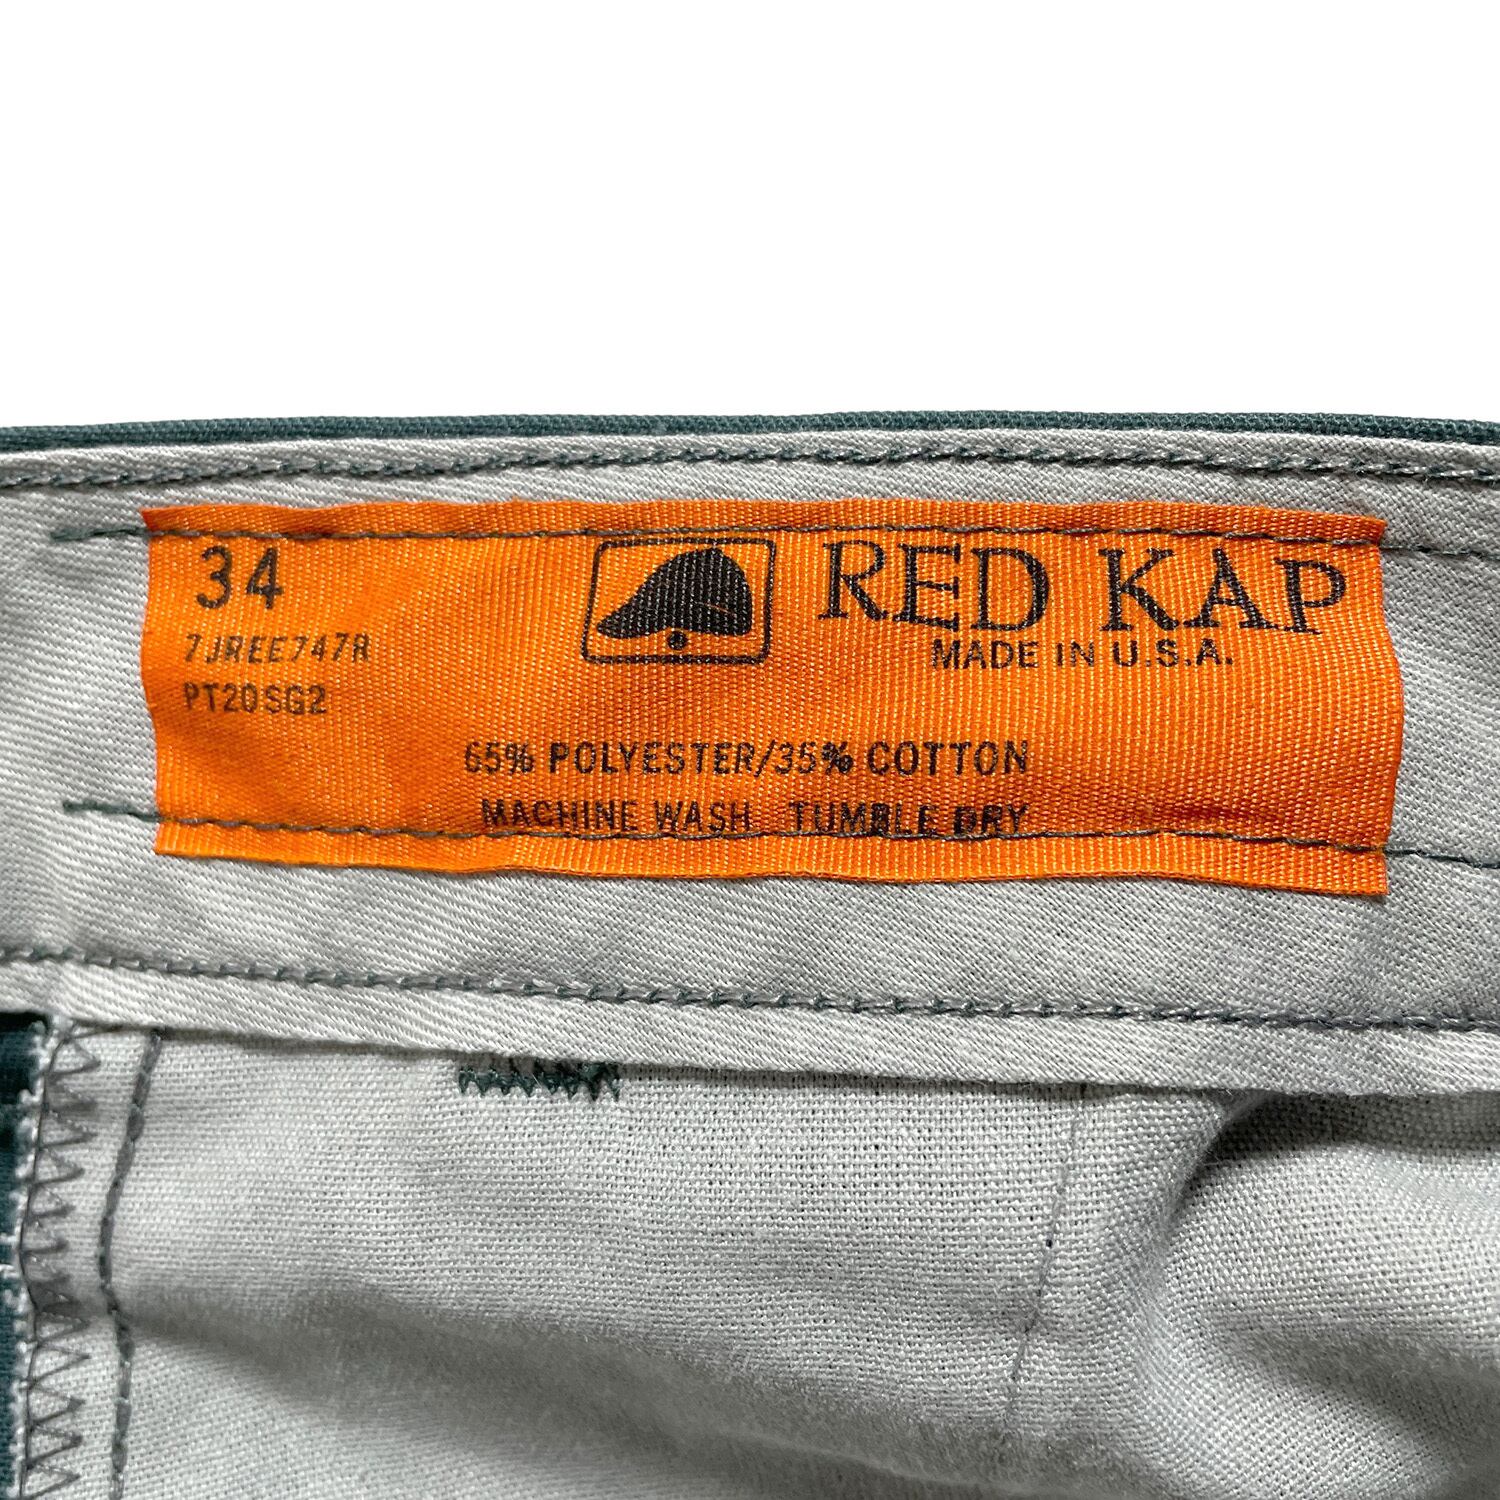 34
RED KAP
MADE IN U.S.A.
7JREE747R
PT20SG2
65% POLYESTER/35% COTTON
MACHINE WASH TUMBLE DRY